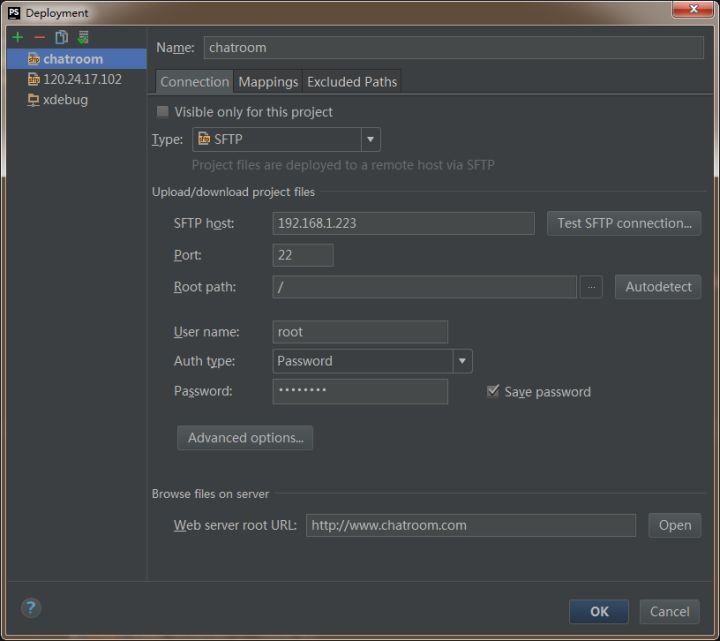 PS Deployment
chatroom
120.24.17.102
xdebug
Name: chatroom
Connection Mappings Excluded Paths
Visible only for this project
Type: SFTP
Project files are deployed to a remote host via SFTP
Upload/download project files
SFTP host: 192.168.1.223 Test SFTP connection...
Port: 22
Root path: / ... Autodetect
User name: root
Auth type: Password
Password: •••••••• Save password
Advanced options...
Browse files on server
Web server root URL: http://www.chatroom.com Open
? OK Cancel